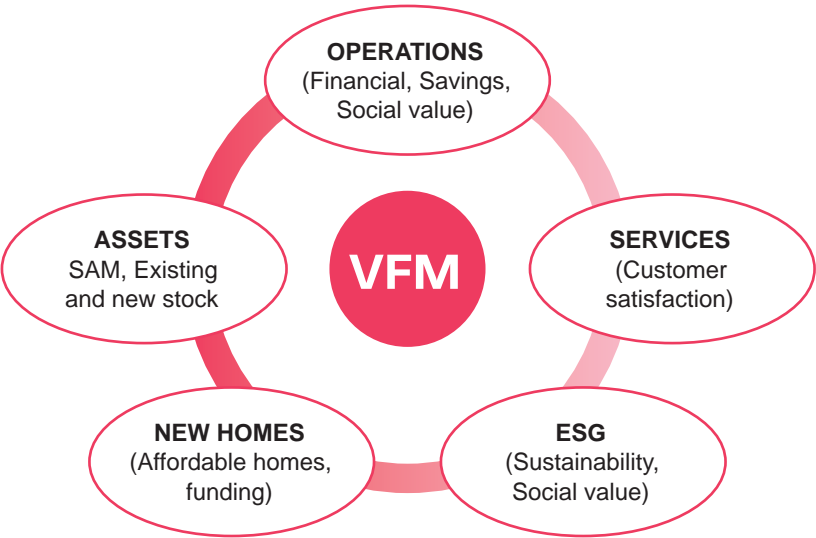 OPERATIONS
(Financial, Savings,
Social value)
ASSETS
SAM, Existing
and new stock
VFM
SERVICES
(Customer
satisfaction)
NEW HOMES
(Affordable homes,
funding)
ESG
(Sustainability,
Social value)